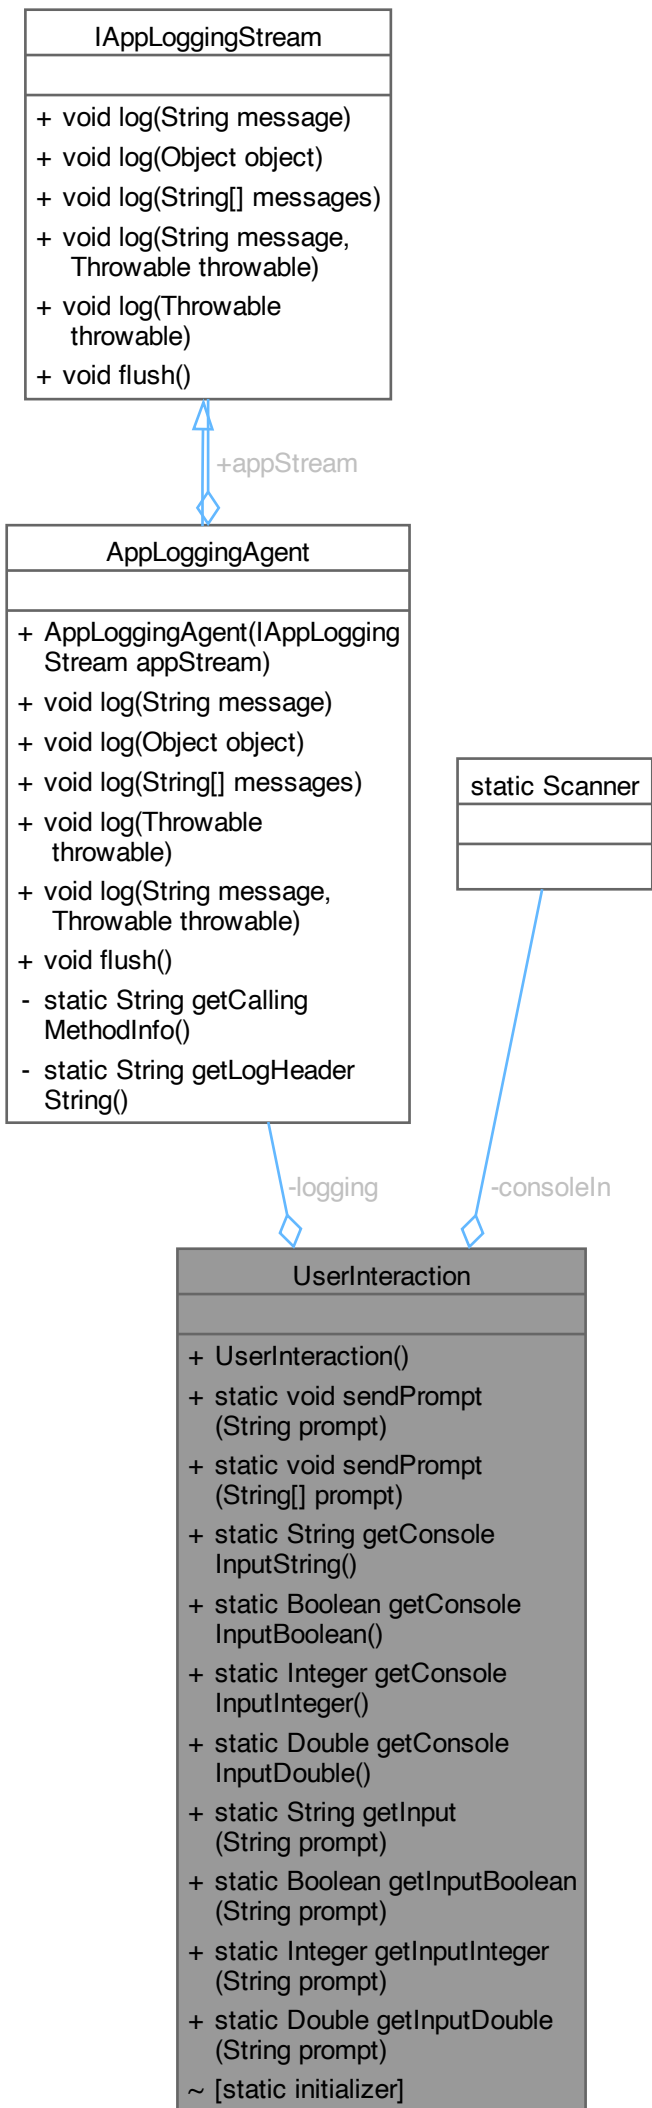 IAppLoggingStream
+ void log(String message)
+ void log(Object object)
+ void log(String[] messages)
+ void log(String message,
Throwable throwable)
+ void log(Throwable
throwable)
+ void flush()
+appStream
AppLoggingAgent
+ AppLoggingAgent(IAppLogging
Stream appStream)
+ void log(String message)
+ void log(Object object)
+ void log(String[] messages)
+ void log(Throwable
throwable)
+ void log(String message,
Throwable throwable)
+ void flush()
- static String getCalling
MethodInfo()
- static String getLogHeader
String()
static Scanner
-logging
-consoleIn
UserInteraction
+ UserInteraction()
+ static void sendPrompt
(String prompt)
+ static void sendPrompt
(String[] prompt)
+ static String getConsole
InputString()
+ static Boolean getConsole
InputBoolean()
+ static Integer getConsole
InputInteger()
+ static Double getConsole
InputDouble()
+ static String getInput
(String prompt)
+ static Boolean getInputBoolean
(String prompt)
+ static Integer getInputInteger
(String prompt)
+ static Double getInputDouble
(String prompt)
~ [static initializer]